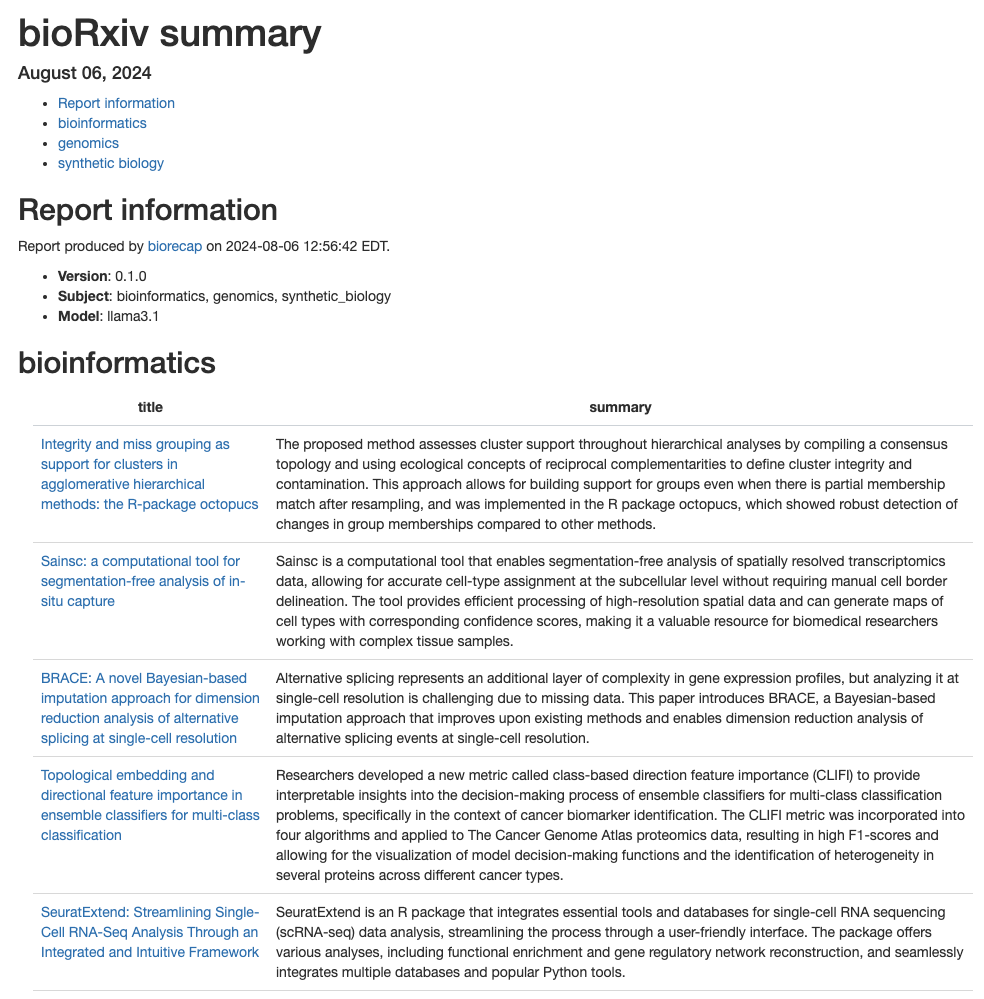 bioRxiv summary
August 06, 2024
• Report information
• bioinformatics
• genomics
• synthetic biology
Report information
Report produced by biorecap on 2024-08-06 12:56:42 EDT.
• Version: 0.1.0
• Subject: bioinformatics, genomics, synthetic_biology
• Model: llama3.1
bioinformatics
title summary
Integrity and miss grouping as
support for clusters in
agglomerative hierarchical
methods: the R-package octopucs
The proposed method assesses cluster support throughout hierarchical analyses by compiling a consensus
topology and using ecological concepts of reciprocal complementarities to define cluster integrity and
contamination. This approach allows for building support for groups even when there is partial membership
match after resampling, and was implemented in the R package octopucs, which showed robust detection of
changes in group memberships compared to other methods.
Sainsc: a computational tool for
segmentation-free analysis of in-
situ capture
Sainsc is a computational tool that enables segmentation-free analysis of spatially resolved transcriptomics
data, allowing for accurate cell-type assignment at the subcellular level without requiring manual cell border
delineation. The tool provides efficient processing of high-resolution spatial data and can generate maps of
cell types with corresponding confidence scores, making it a valuable resource for biomedical researchers
working with complex tissue samples.
BRACE: A novel Bayesian-based
imputation approach for dimension
reduction analysis of alternative
splicing at single-cell resolution
Alternative splicing represents an additional layer of complexity in gene expression profiles, but analyzing it at
single-cell resolution is challenging due to missing data. This paper introduces BRACE, a Bayesian-based
imputation approach that improves upon existing methods and enables dimension reduction analysis of
alternative splicing events at single-cell resolution.
Topological embedding and
directional feature importance in
ensemble classifiers for multi-class
classification
Researchers developed a new metric called class-based direction feature importance (CLIFI) to provide
interpretable insights into the decision-making process of ensemble classifiers for multi-class classification
problems, specifically in the context of cancer biomarker identification. The CLIFI metric was incorporated into
four algorithms and applied to The Cancer Genome Atlas proteomics data, resulting in high F1-scores and
allowing for the visualization of model decision-making functions and the identification of heterogeneity in
several proteins across different cancer types.
SeuratExtend: Streamlining Single-
Cell RNA-Seq Analysis Through an
Integrated and Intuitive Framework
SeuratExtend is an R package that integrates essential tools and databases for single-cell RNA sequencing
(scRNA-seq) data analysis, streamlining the process through a user-friendly interface. The package offers
various analyses, including functional enrichment and gene regulatory network reconstruction, and seamlessly
integrates multiple databases and popular Python tools.